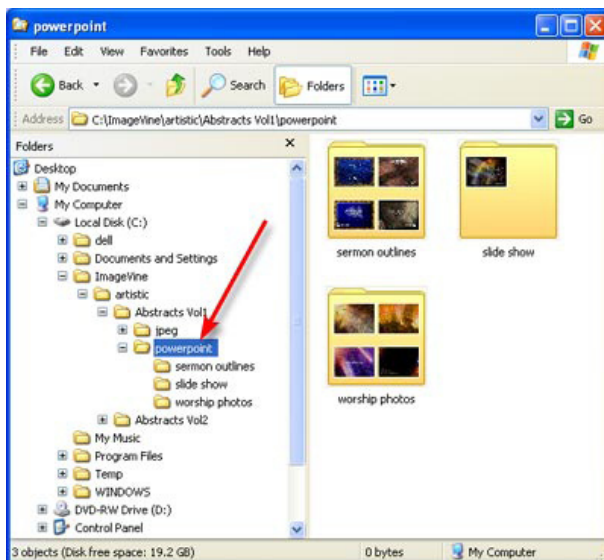 powerpoint
File Edit View Favorites Tools Help
Back Search Folders
Address C:\ImageVine\artistic\Abstracts Vol1\powerpoint Go
Folders
Desktop
My Documents
My Computer
Local Disk (C:)
dell
Documents and Settings
ImageVine
artistic
Abstracts Vol1
jpeg
powerpoint
sermon outlines
slide show
worship photos
Abstracts Vol2
My Music
Program Files
Temp
WINDOWS
DVD-RW Drive (D:)
Control Panel
sermon outlines slide show
worship photos
3 objects (Disk free space: 19.2 GB) 0 bytes My Computer